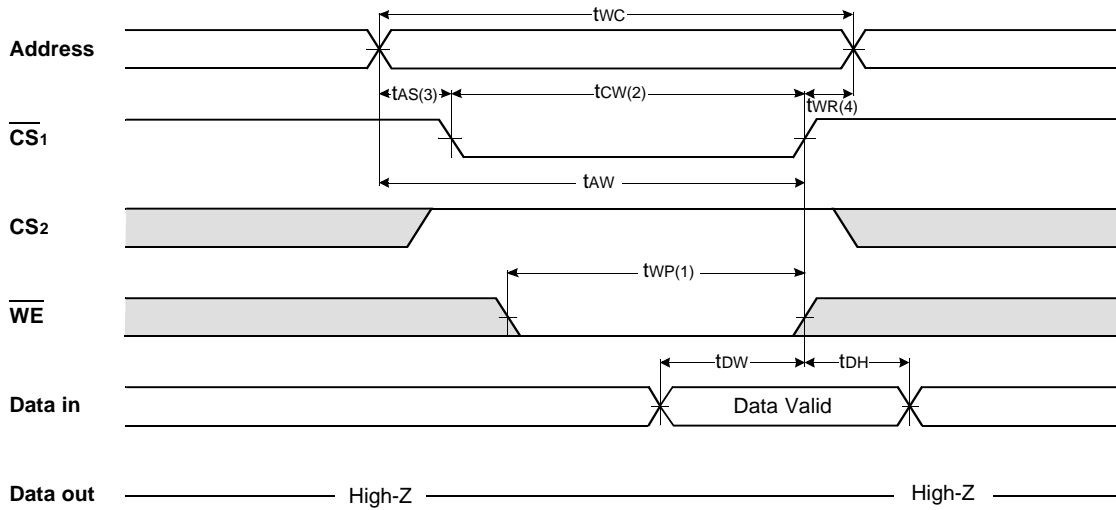 tWC
Address
tAS(3)
tCW(2)
tWR(4)
CS1
tAW
CS2
tWP(1)
WE
tDW
tDH
Data in
Data Valid
Data out
High-Z
High-Z